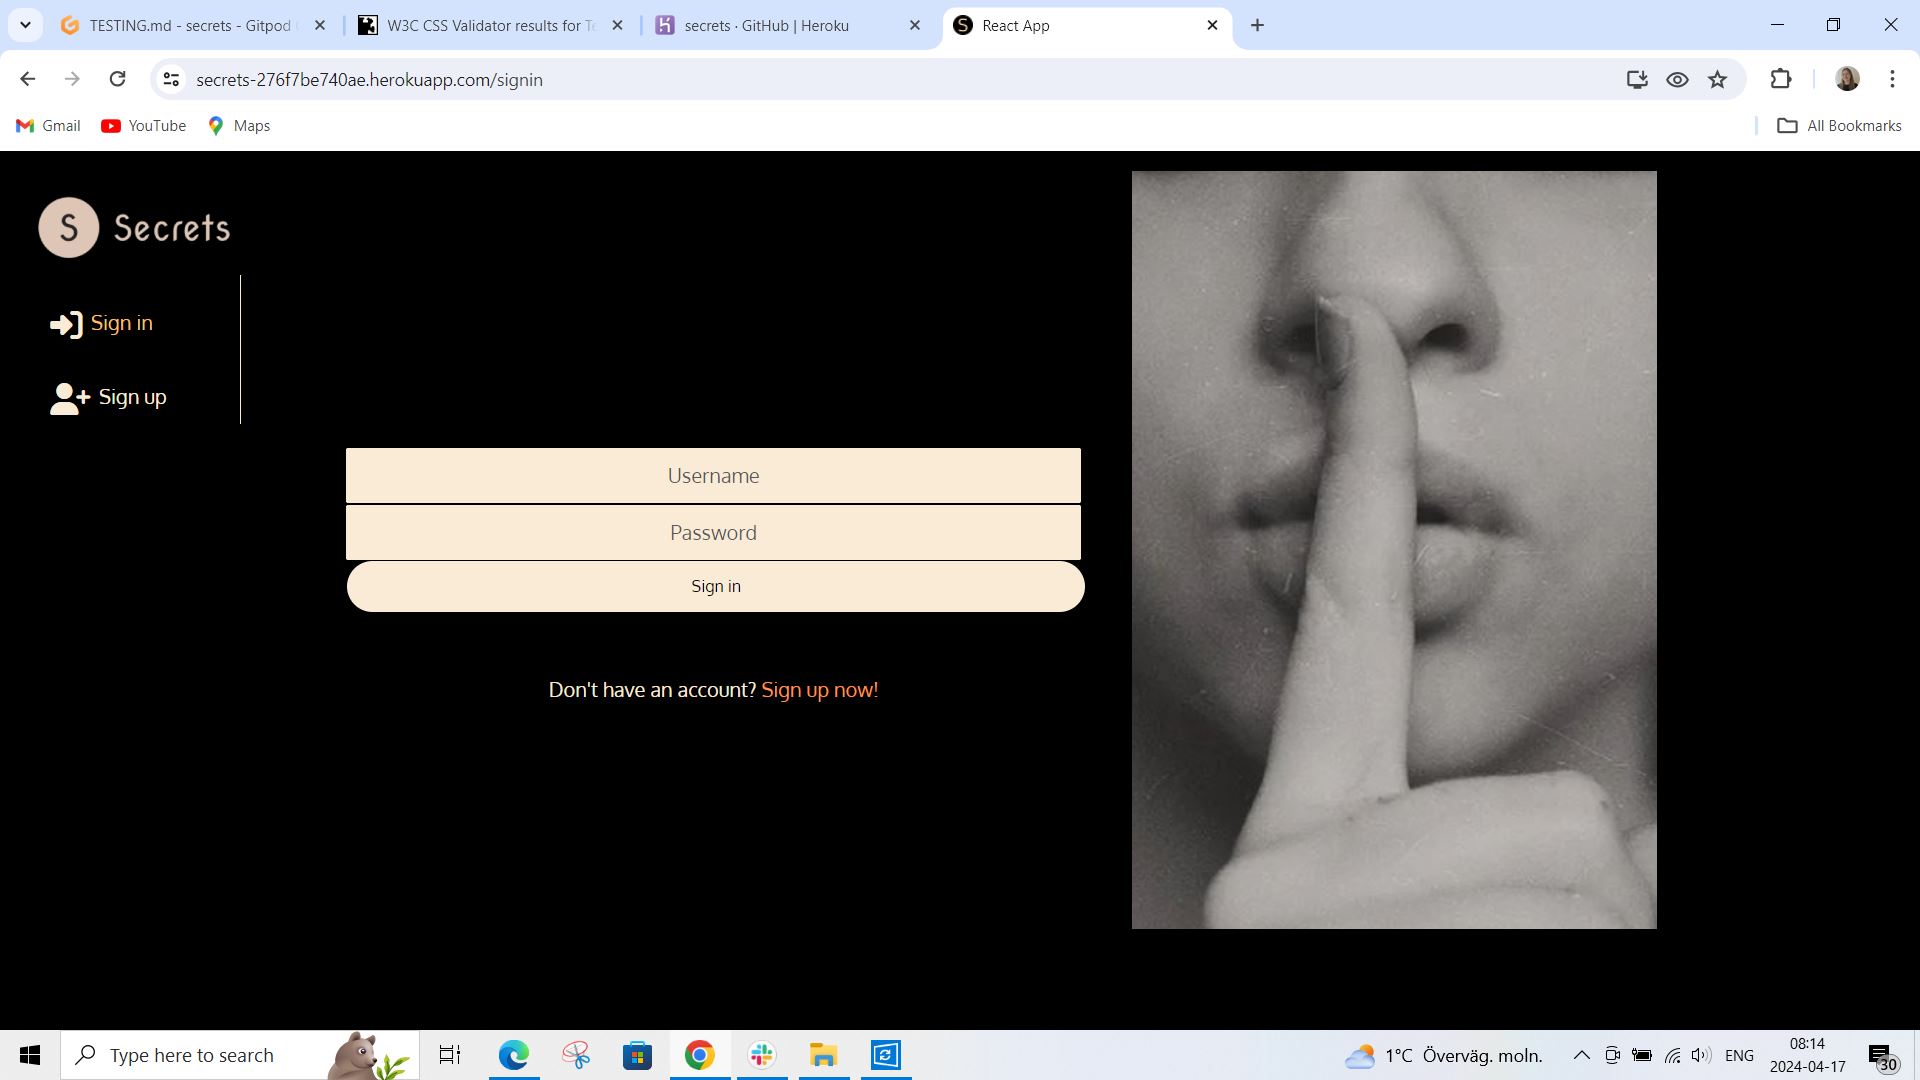 TESTING.md - secrets - Gitpod
W3C CSS Validator results for Te
secrets · GitHub | Heroku
React App
secrets-276f7be740ae.herokuapp.com/signin
Gmail
YouTube
Maps
All Bookmarks
S Secrets
Sign in
Sign up
Username
Password
Sign in
Don't have an account? Sign up now!
Type here to search
1°C Överväg. moln.
ENG
08:14
2024-04-17
30